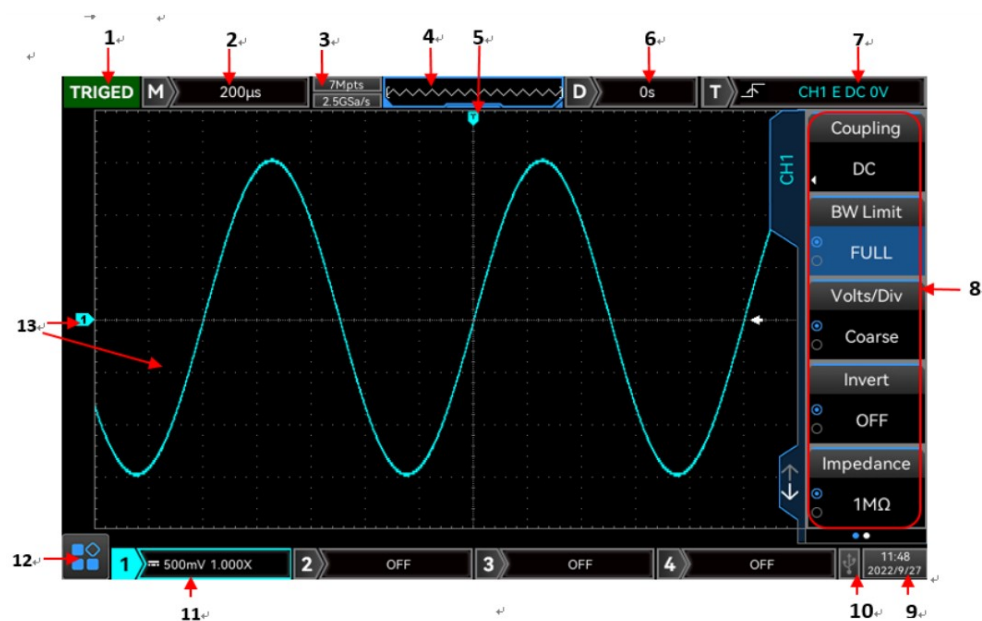 1 2 3 4 5 6 7
TRIGED M 200μs 7Mpts D 0s T CH1 E DC 0V
2.5GSa/s
T
Coupling
CH1
DC
BW Limit
FULL
8
Volts/Div
13 1
Coarse
Invert
OFF
Impedance
1MΩ
12 1 500mV 1.000X 2 OFF 3 OFF 4 OFF 11:48
2022/9/27
11 10 9